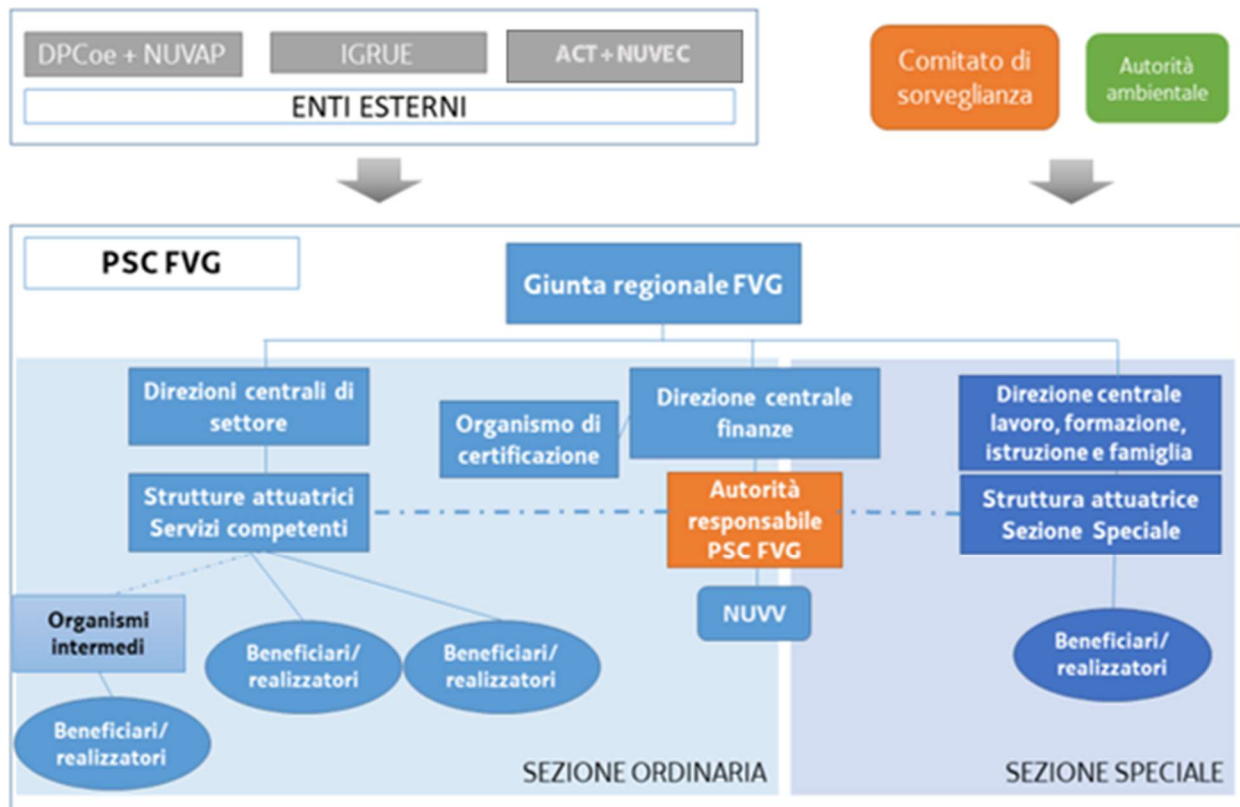 DPCoe + NUVAP
IGRUE
ACT + NUVEC
ENTI ESTERNI
Comitato di
sorveglianza
Autorità
ambientale
PSC FVG
Giunta regionale FVG
Direzioni centrali di
settore
Organismo di
certificazione
Direzione centrale
finanze
Direzione centrale
lavoro, formazione,
istruzione e famiglia
Strutture attuatrici
Servizi competenti
Autorità
responsabile
PSC FVG
Struttura attuatrice
Sezione Speciale
NUVV
Organismi
intermedi
Beneficiari/
realizzatori
Beneficiari/
realizzatori
Beneficiari/
realizzatori
Beneficiari/
realizzatori
SEZIONE ORDINARIA
SEZIONE SPECIALE